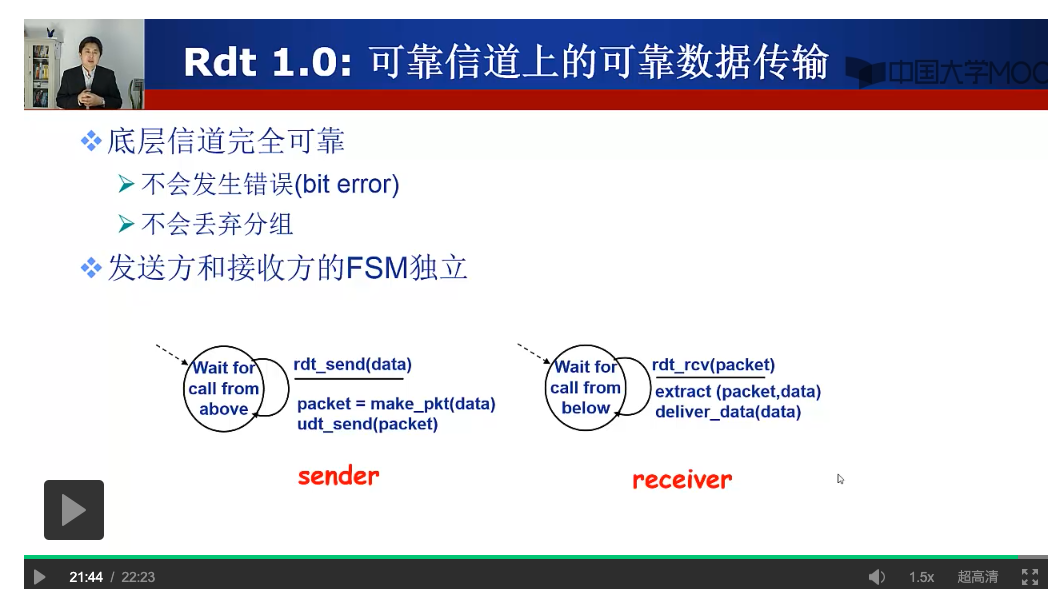 Rdt 1.0: 可靠信道上的可靠数据传输
中国大学MOO
底层信道完全可靠
不会发生错误(bit error)
不会丢弃分组
发送方和接收方的FSM独立
Wait for
call from
above
rdt_send(data)
packet = make_pkt(data)
udt_send(packet)
sender
Wait for
call from
below
rdt_rcv(packet)
extract (packet,data)
deliver_data(data)
receiver
21:44 / 22:23
1.5x
超高清